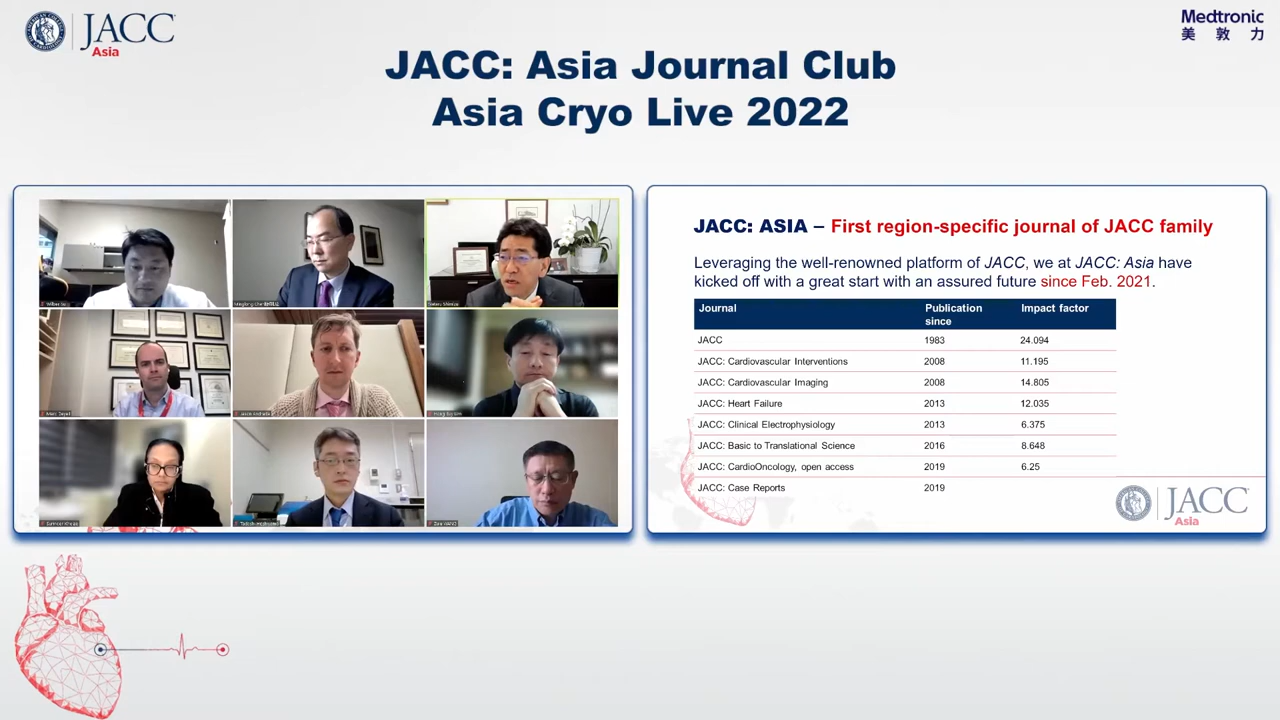 JACC
Asia
Medtronic
美敦力
JACC: Asia Journal Club
Asia Cryo Live 2022
JACC: ASIA – First region-specific journal of JACC family
Leveraging the well-renowned platform of JACC, we at JACC: Asia have
kicked off with a great start with an assured future since Feb. 2021.
Journal Publication since Impact factor
JACC 1983 24.094
JACC: Cardiovascular Interventions 2008 11.195
JACC: Cardiovascular Imaging 2008 14.805
JACC: Heart Failure 2013 12.035
JACC: Clinical Electrophysiology 2013 6.375
JACC: Basic to Translational Science 2016 8.648
JACC: CardioOncology, open access 2019 6.25
JACC: Case Reports 2019
JACC
Asia